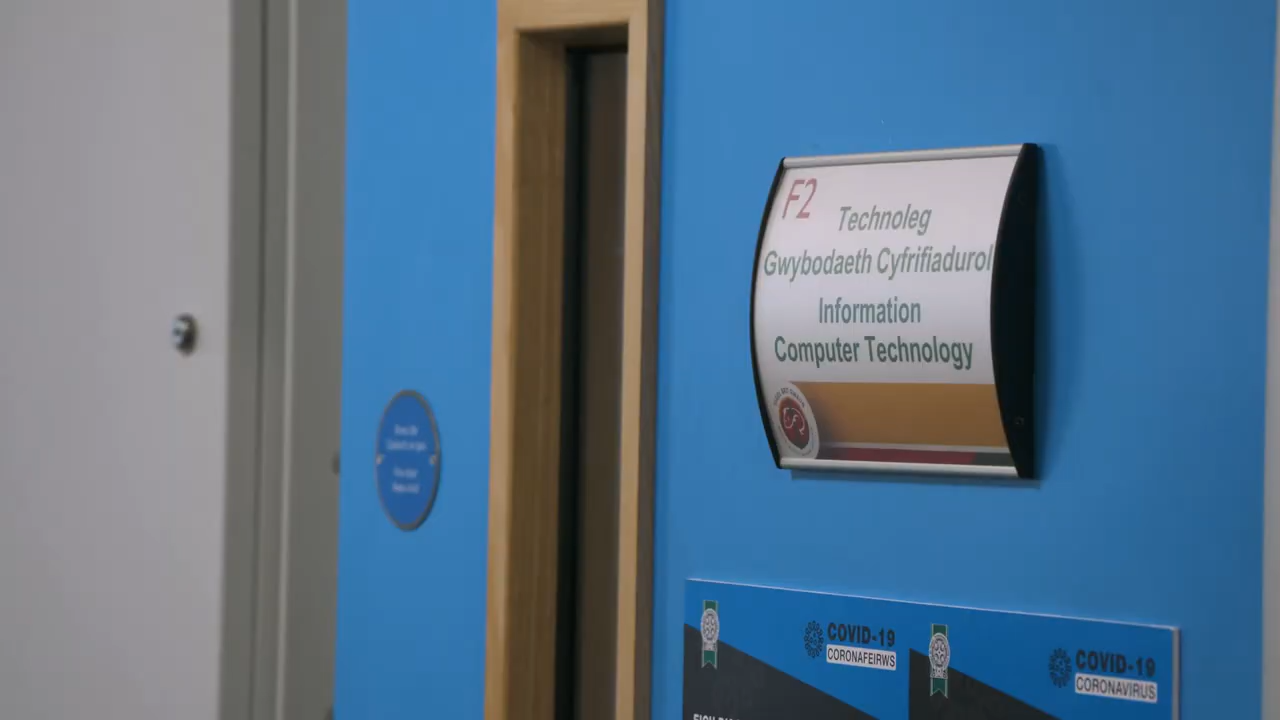 F2
Technoleg
Gwybodaeth Cyfrifiadurol
Information
Computer Technology
COVID-19
CORONAFEIRWS
COVID-19
CORONAVIRUS